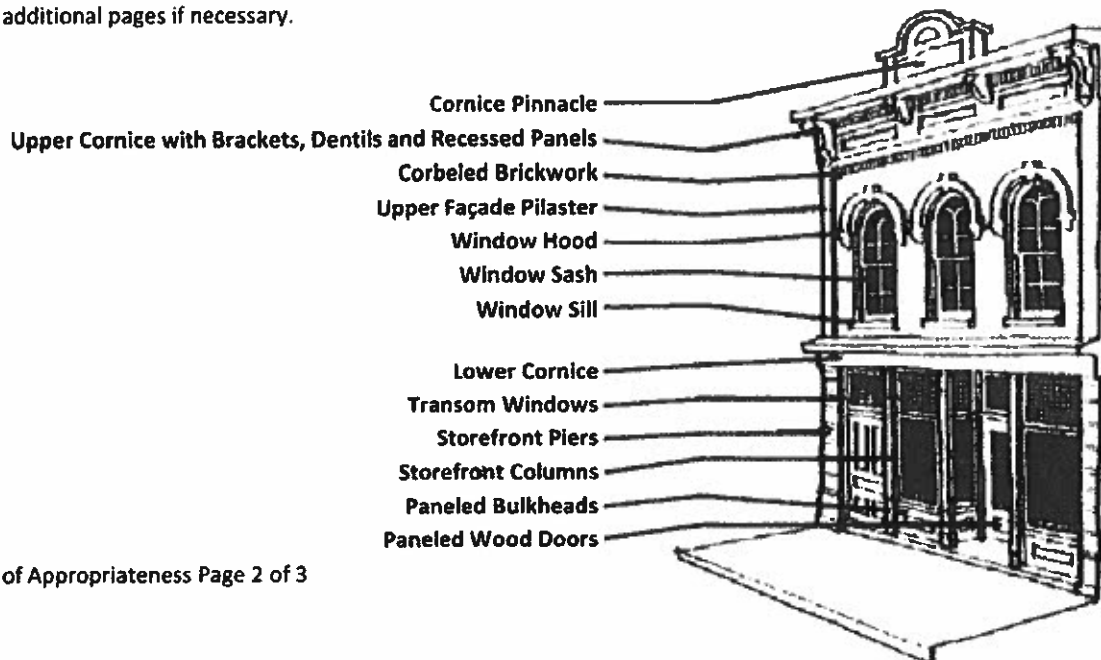 additional pages if necessary.
Cornice Pinnacle
Upper Cornice with Brackets, Dentils and Recessed Panels
Corbeled Brickwork
Upper Façade Pilaster
Window Hood
Window Sash
Window Sill
Lower Cornice
Transom Windows
Storefront Piers
Storefront Columns
Paneled Bulkheads
Paneled Wood Doors
of Appropriateness Page 2 of 3